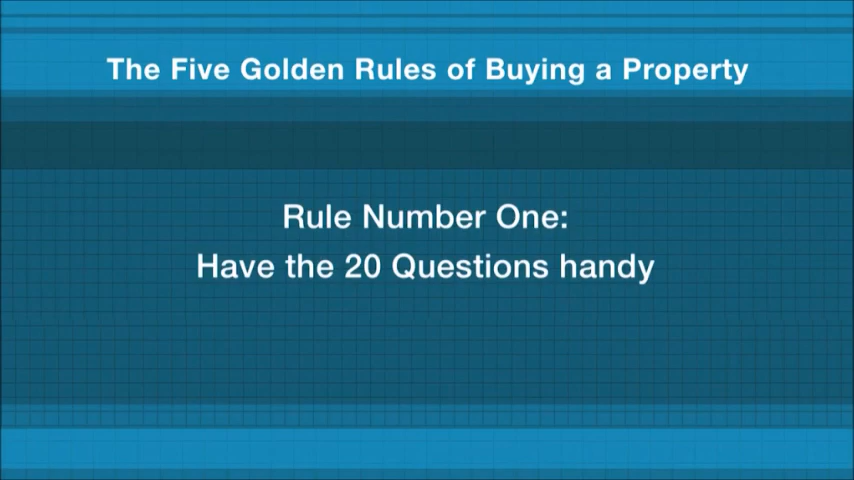 The Five Golden Rules of Buying a Property
Rule Number One:
Have the 20 Questions handy